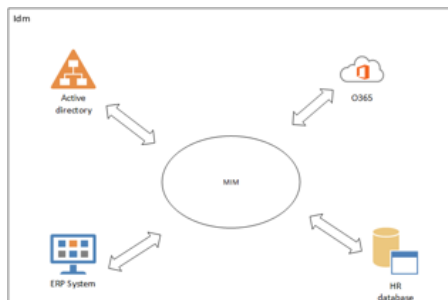 Idm
Active
directory
O365
MIM
ERP System
HR
database